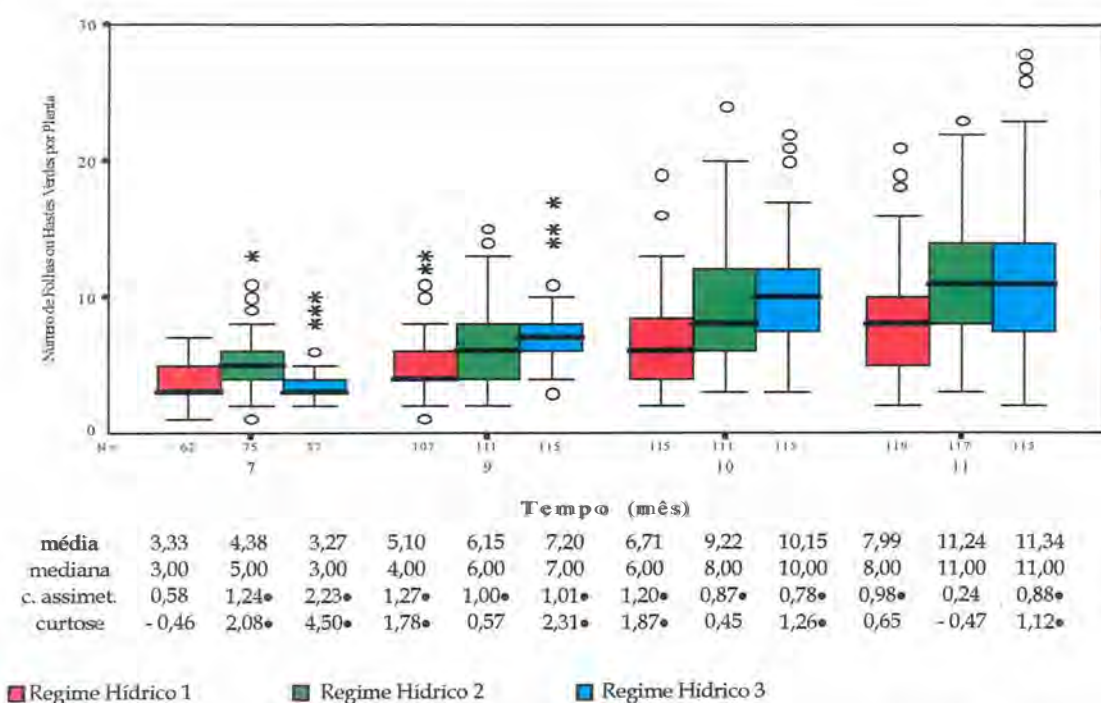 30
20
10
0
Número de Folhas ou Hastes Verdes por Planta
N = 62 75 37 107 111 115 115 111 113 119 117 113
7 9 10 11
Tempo (mês)
média 3,33 4,38 3,27 5,10 6,15 7,20 6,71 9,22 10,15 7,99 11,24 11,34
mediana 3,00 5,00 3,00 4,00 6,00 7,00 6,00 8,00 10,00 8,00 11,00 11,00
c. assimet. 0,58 1,24• 2,23• 1,27• 1,00• 1,01• 1,20• 0,87• 0,78• 0,98• 0,24 0,88•
curtose - 0,46 2,08• 4,50• 1,78• 0,57 2,31• 1,87• 0,45 1,26• 0,65 - 0,47 1,12•
Regime Hídrico 1 Regime Hídrico 2 Regime Hídrico 3